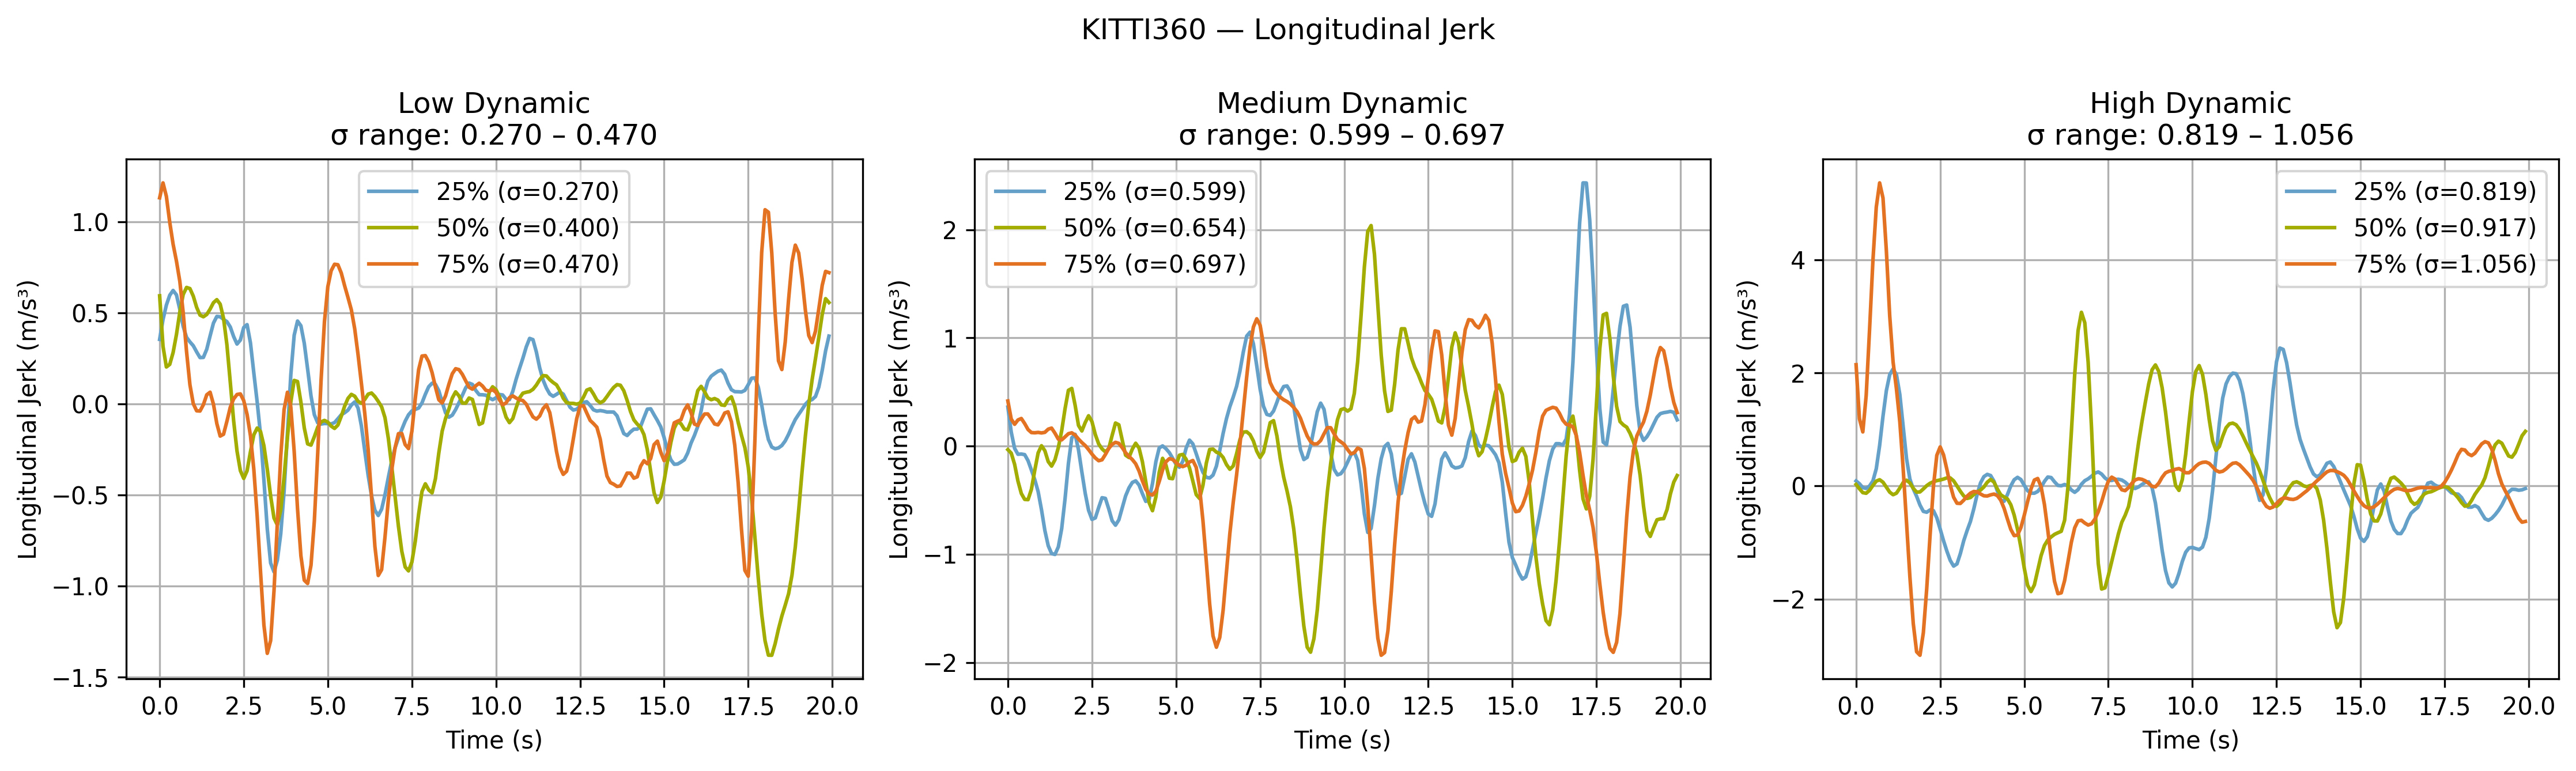 KITTI360 — Longitudinal Jerk
Low Dynamic
σ range: 0.270 – 0.470
25% (σ=0.270)
50% (σ=0.400)
75% (σ=0.470)
Longitudinal Jerk (m/s³)
1.0
0.5
0.0
−0.5
−1.0
−1.5
0.0 2.5 5.0 7.5 10.0 12.5 15.0 17.5 20.0
Time (s)
Medium Dynamic
σ range: 0.599 – 0.697
25% (σ=0.599)
50% (σ=0.654)
75% (σ=0.697)
Longitudinal Jerk (m/s³)
2
1
0
−1
−2
0.0 2.5 5.0 7.5 10.0 12.5 15.0 17.5 20.0
Time (s)
High Dynamic
σ range: 0.819 – 1.056
25% (σ=0.819)
50% (σ=0.917)
75% (σ=1.056)
Longitudinal Jerk (m/s³)
4
2
0
−2
0.0 2.5 5.0 7.5 10.0 12.5 15.0 17.5 20.0
Time (s)